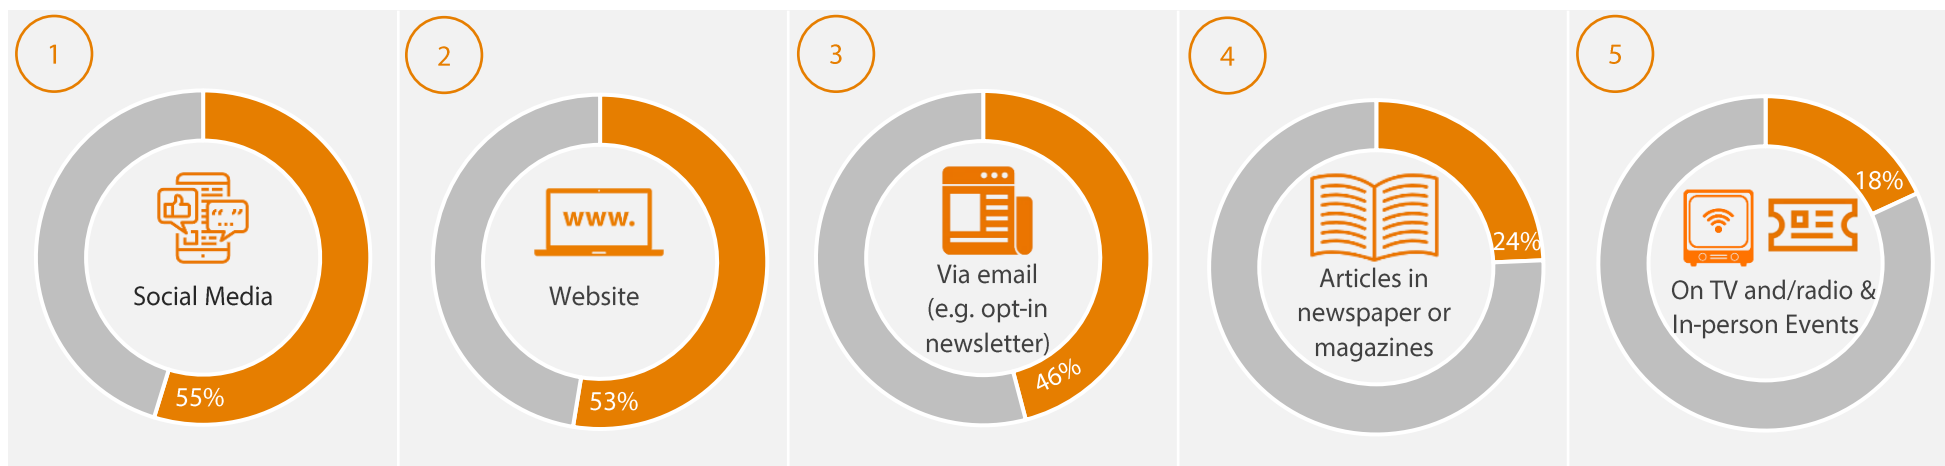 1
Social Media
55%
2
www.
Website
53%
3
Via email
(e.g. opt-in
newsletter)
46%
4
24%
Articles in
newspaper or
magazines
5
18%
On TV and/radio &
In-person Events